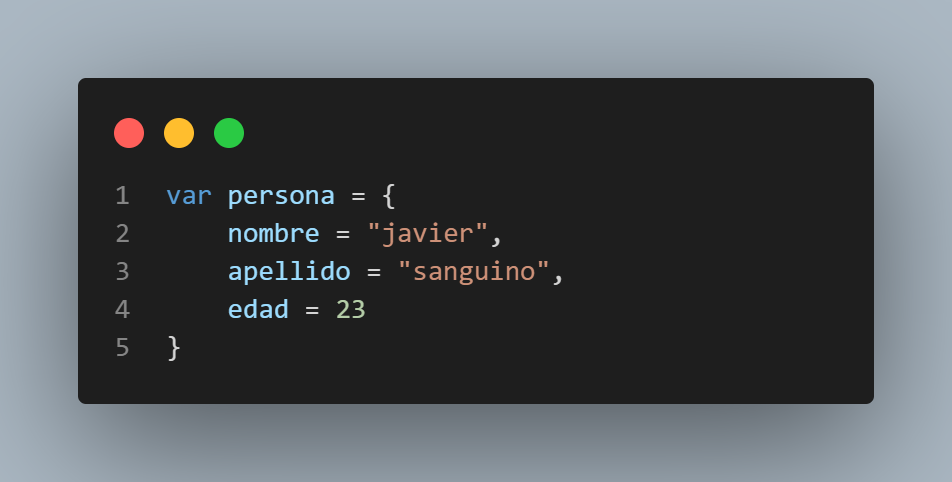 1 var persona = {
2     nombre = "javier",
3     apellido = "sanguino",
4     edad = 23
5 }